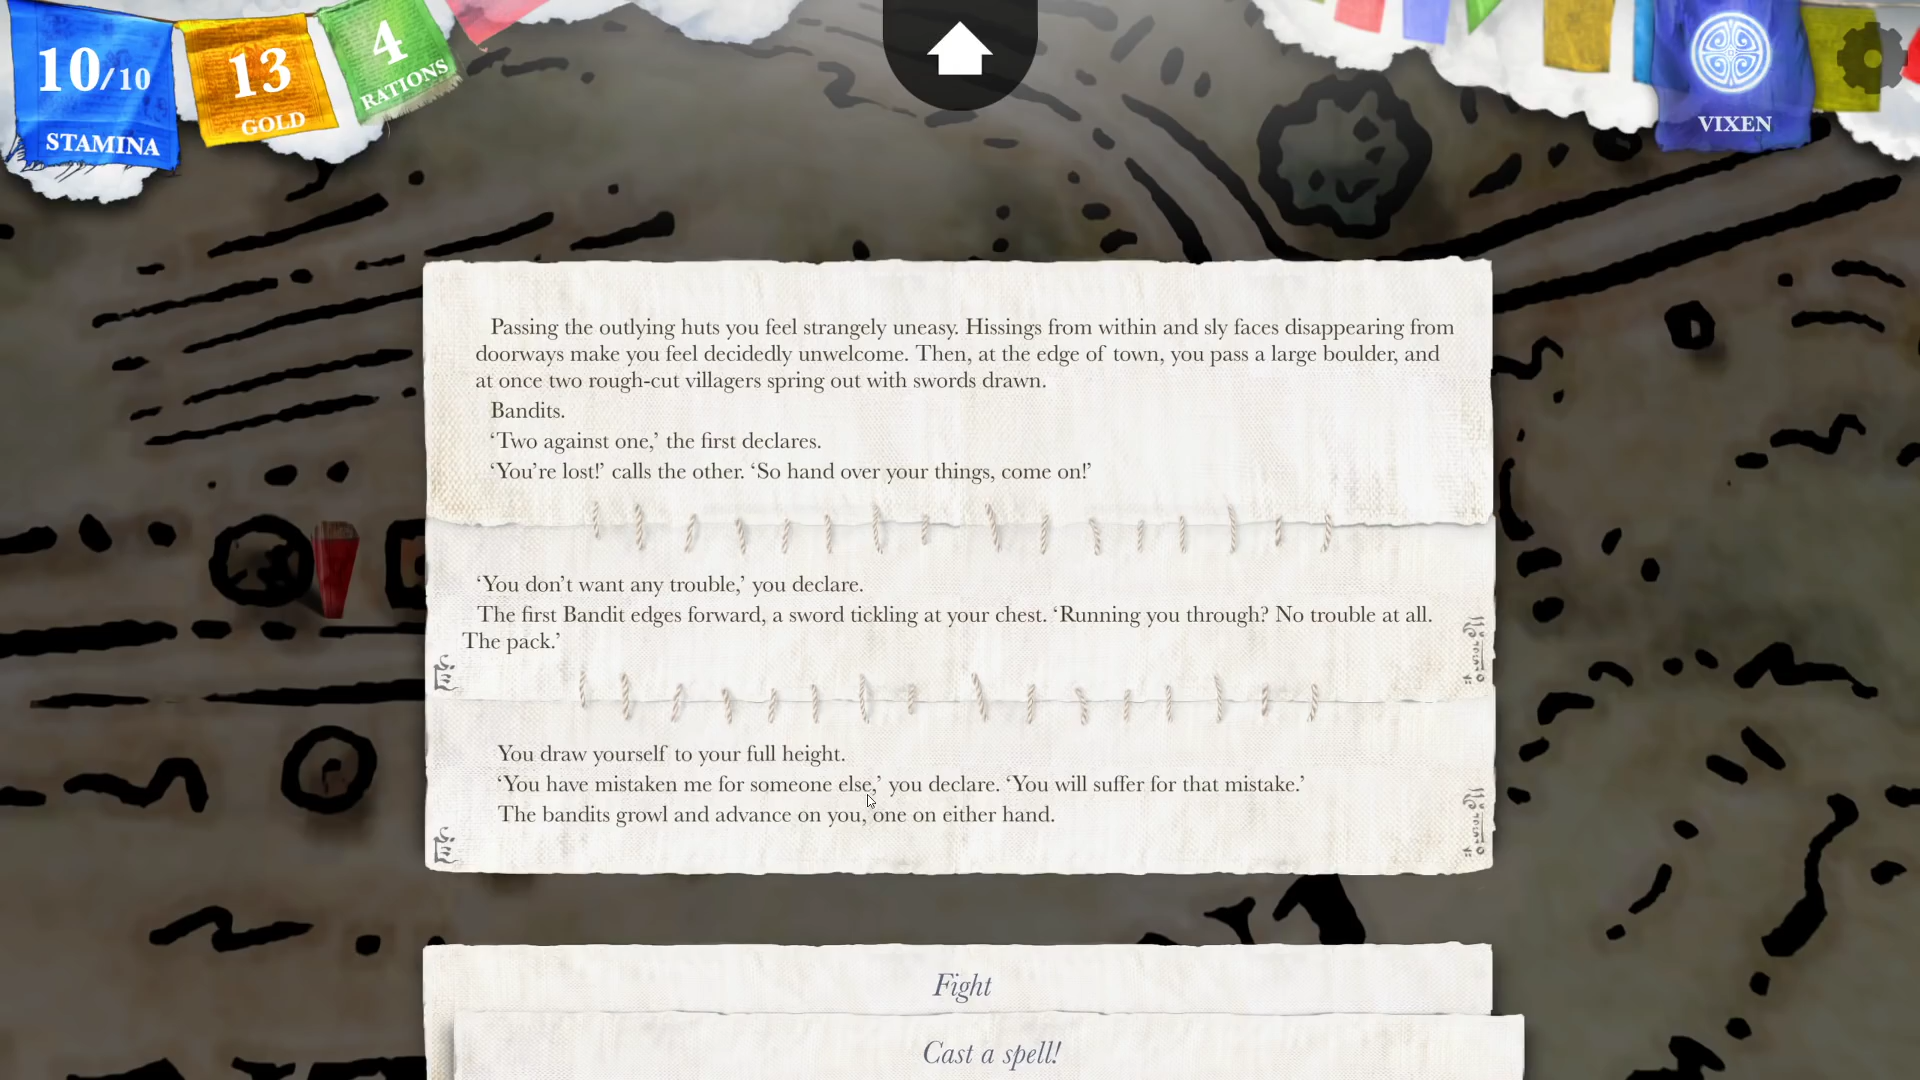 10/10
STAMINA
13
GOLD
4
RATIONS
VIXEN
Passing the outlying huts you feel strangely uneasy. Hissings from within and sly faces disappearing from
doorways make you feel decidedly unwelcome. Then, at the edge of town, you pass a large boulder, and
at once two rough-cut villagers spring out with swords drawn.
Bandits.
‘Two against one,’ the first declares.
‘You’re lost!’ calls the other. ‘So hand over your things, come on!’
‘You don’t want any trouble,’ you declare.
The first Bandit edges forward, a sword tickling at your chest. ‘Running you through? No trouble at all.
The pack.’
You draw yourself to your full height.
‘You have mistaken me for someone else,’ you declare. ‘You will suffer for that mistake.’
The bandits growl and advance on you, one on either hand.
Fight
Cast a spell!